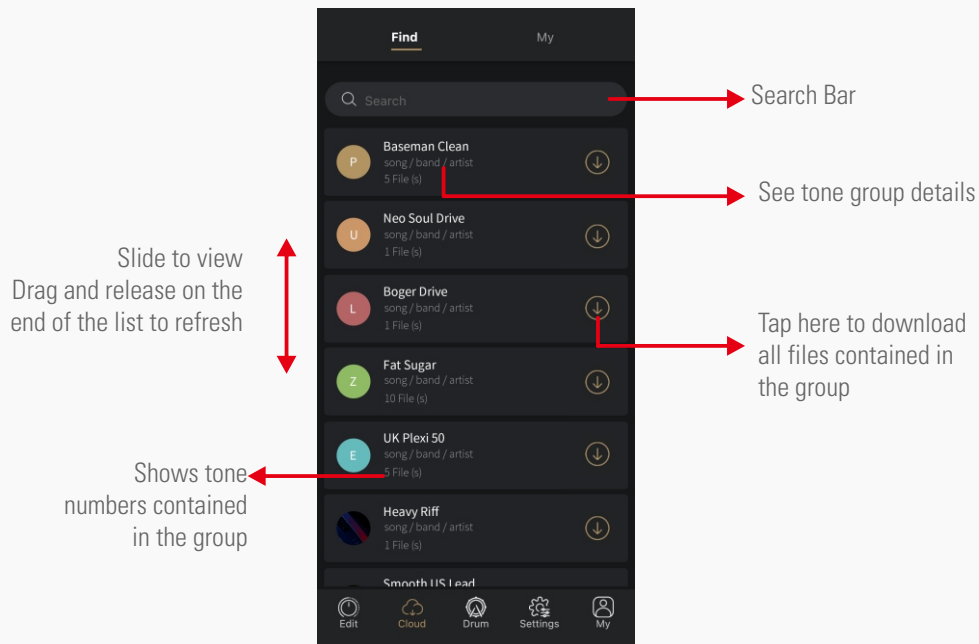 Find
My
Search
Search Bar
P
Baseman Clean
song / band / artist
5 File (s)
See tone group details
U
Neo Soul Drive
song / band / artist
1 File (s)
Slide to view
Drag and release on the
end of the list to refresh
L
Boger Drive
song / band / artist
1 File (s)
Tap here to download
all files contained in
the group
Z
Fat Sugar
song / band / artist
10 File (s)
E
UK Plexi 50
song / band / artist
5 File (s)
Shows tone
numbers contained
in the group
Heavy Riff
song / band / artist
1 File (s)
Smooth US Lead
Edit
Cloud
Drum
Settings
My